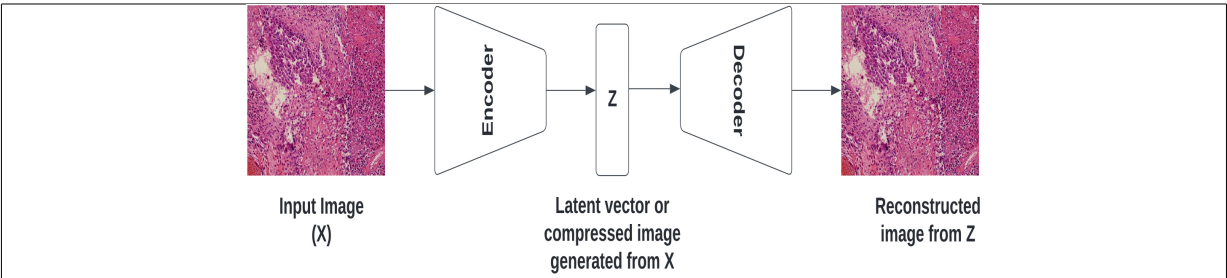 Encoder
Z
Decoder
Input Image
(X)
Latent vector or
compressed image
generated from X
Reconstructed
image from Z